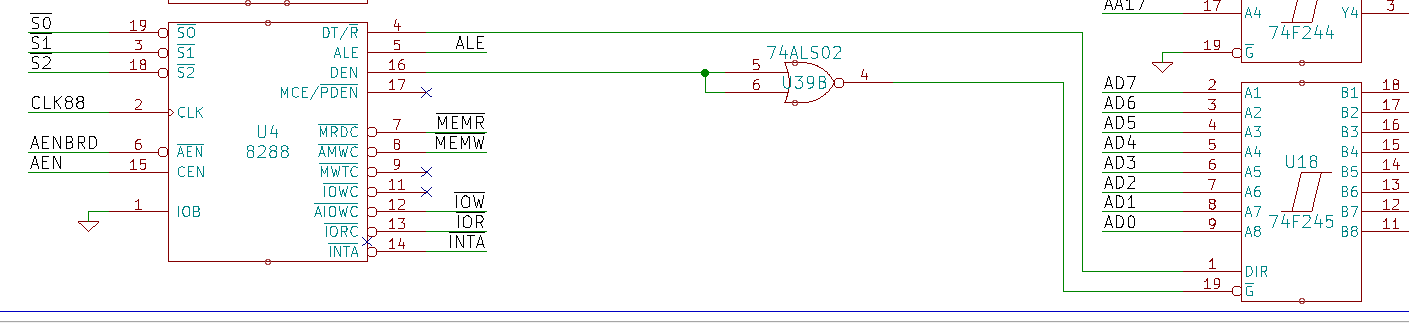 S0
S1
S2
CLK88
AENBRD
AEN
19
3
18
2
6
15
1
S0
S1
S2
CLK
AEN
CEN
IOB
U4
8288
DT/R
ALE
DEN
MCE/PDEN
MRDC
AMWC
MWTC
IOWC
AIOWC
IORC
INTA
4
5
16
17
7
8
9
11
12
13
14
ALE
MEMR
MEMW
IOW
IOR
INTA
74ALS02
5
6
U39B
4
AA17
17
A4
Y4
3
74F244
19
G
AD7
AD6
AD5
AD4
AD3
AD2
AD1
AD0
2
3
4
5
6
7
8
9
1
19
A1
A2
A3
A4
A5
A6
A7
A8
DIR
G
U18
74F245
B1
B2
B3
B4
B5
B6
B7
B8
18
17
16
15
14
13
12
11